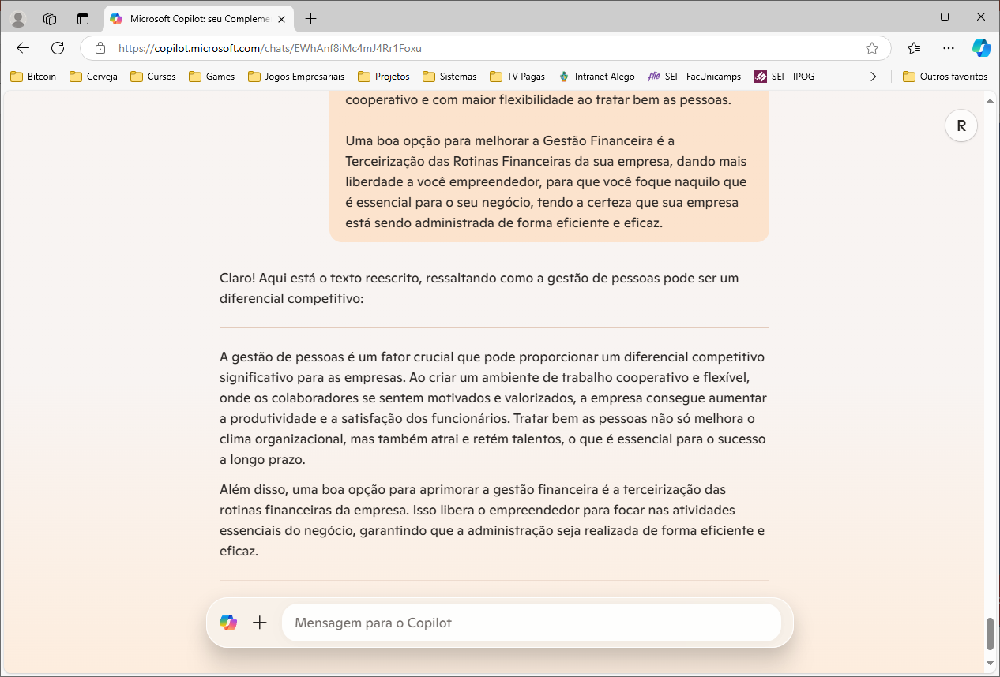 Microsoft Copilot: seu Compleme
https://copilot.microsoft.com/chats/EWhAnf8iMc4mJ4Rr1Foxu
Bitcoin Cerveja Cursos Games Jogos Empresariais Projetos Sistemas TV Pagas Intranet Alego SEI - FacUnicamps SEI - IPOG Outros favoritos
cooperativo e com maior flexibilidade ao tratar bem as pessoas.
R
Uma boa opção para melhorar a Gestão Financeira é a
Terceirização das Rotinas Financeiras da sua empresa, dando mais
liberdade a você empreendedor, para que você foque naquilo que
é essencial para o seu negócio, tendo a certeza que sua empresa
está sendo administrada de forma eficiente e eficaz.
Claro! Aqui está o texto reescrito, ressaltando como a gestão de pessoas pode ser um
diferencial competitivo:
A gestão de pessoas é um fator crucial que pode proporcionar um diferencial competitivo
significativo para as empresas. Ao criar um ambiente de trabalho cooperativo e flexível,
onde os colaboradores se sentem motivados e valorizados, a empresa consegue aumentar
a produtividade e a satisfação dos funcionários. Tratar bem as pessoas não só melhora o
clima organizacional, mas também atrai e retém talentos, o que é essencial para o sucesso
a longo prazo.
Além disso, uma boa opção para aprimorar a gestão financeira é a terceirização das
rotinas financeiras da empresa. Isso libera o empreendedor para focar nas atividades
essenciais do negócio, garantindo que a administração seja realizada de forma eficiente e
eficaz.
Mensagem para o Copilot